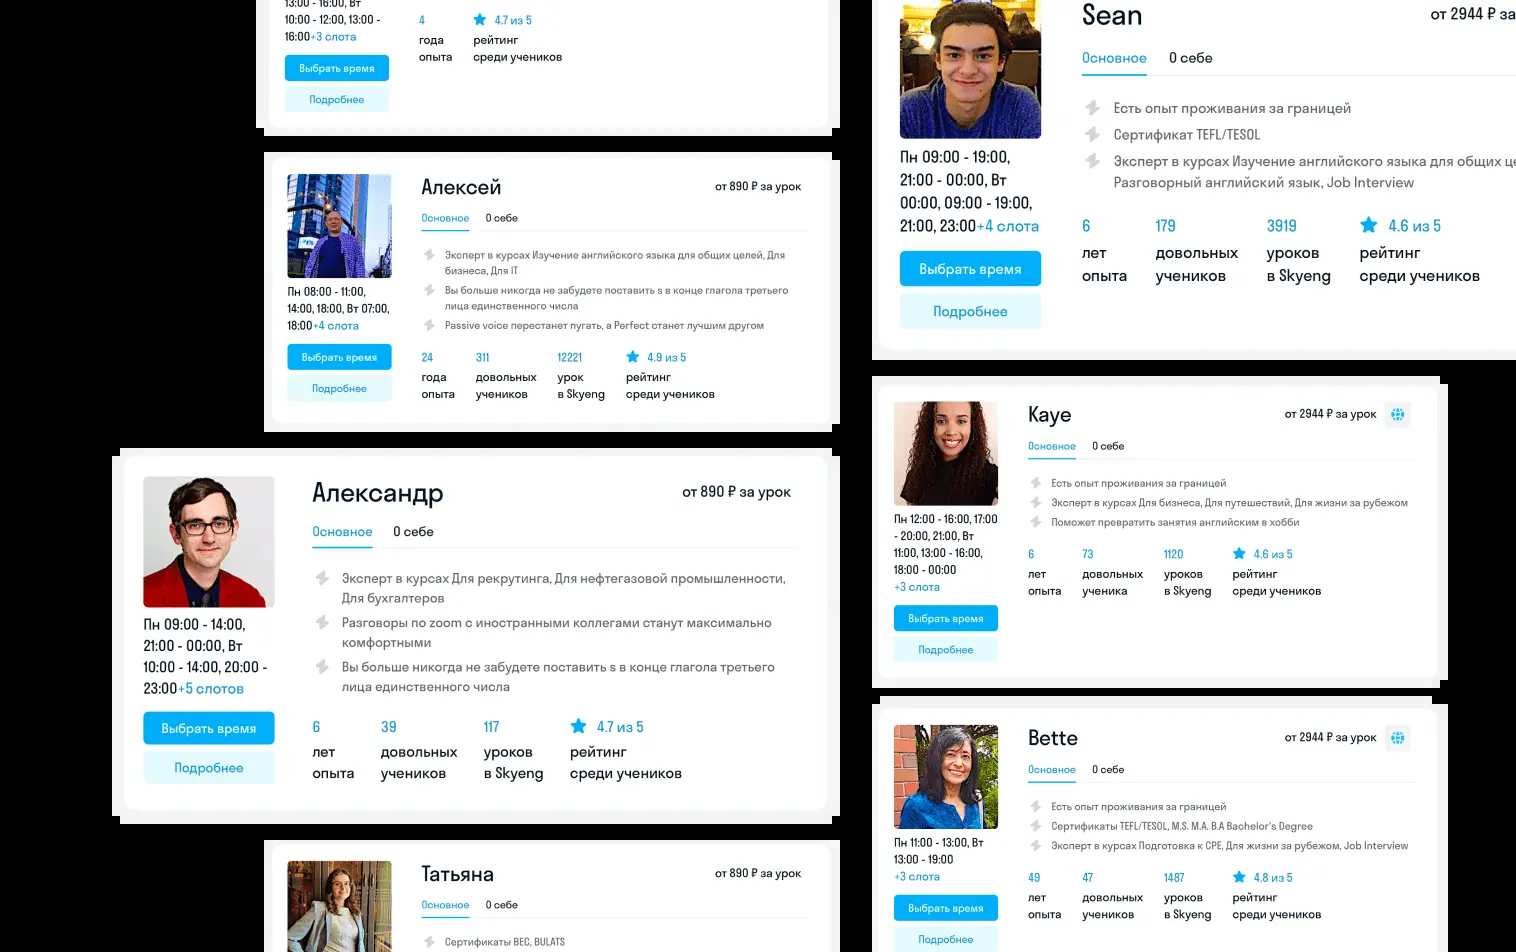 13:00 - 16:00, Вт
10:00 - 12:00, 13:00 -
16:00+3 слота
Выбрать время
Подробнее
4
года
опыта
4.7 из 5
рейтинг
среди учеников
Алексей
от 890 ₽ за урок
Основное
О себе
Эксперт в курсах Изучение английского языка для общих целей, Для
бизнеса, Для IT
Вы больше никогда не забудете поставить s в конце глагола третьего
лица единственного числа
Passive voice перестанет пугать, а Perfect станет лучшим другом
Пн 08:00 - 11:00,
14:00, 18:00, Вт 07:00,
18:00+4 слота
Выбрать время
Подробнее
24
года
опыта
311
довольных
учеников
12221
урок
в Skyeng
4.9 из 5
рейтинг
среди учеников
Александр
от 890 ₽ за урок
Основное
О себе
Эксперт в курсах Для рекрутинга, Для нефтегазовой промышленности,
Для бухгалтеров
Разговоры по zoom с иностранными коллегами станут максимально
комфортными
Вы больше никогда не забудете поставить s в конце глагола третьего
лица единственного числа
Пн 09:00 - 14:00,
21:00 - 00:00, Вт
10:00 - 14:00, 20:00 -
23:00+5 слотов
Выбрать время
Подробнее
6
лет
опыта
39
довольных
учеников
117
уроков
в Skyeng
4.7 из 5
рейтинг
среди учеников
Татьяна
от 890 ₽ за урок
Основное
О себе
Сертификаты BEC, BULATS
Sean
от 2944 ₽ за
Основное
О себе
Есть опыт проживания за границей
Сертификат TEFL/TESOL
Эксперт в курсах Изучение английского языка для общих це
Разговорный английский язык, Job Interview
Пн 09:00 - 19:00,
21:00 - 00:00, Вт
00:00, 09:00 - 19:00,
21:00, 23:00+4 слота
Выбрать время
Подробнее
6
лет
опыта
179
довольных
учеников
3919
уроков
в Skyeng
4.6 из 5
рейтинг
среди учеников
Kaye
от 2944 ₽ за урок
Основное
О себе
Есть опыт проживания за границей
Эксперт в курсах Для бизнеса, Для путешествий, Для жизни за рубежом
Поможет превратить занятия английским в хобби
Пн 12:00 - 16:00, 17:00
- 20:00, 21:00, Вт
11:00, 13:00 - 16:00,
18:00 - 00:00
+3 слота
Выбрать время
Подробнее
6
лет
опыта
73
довольных
ученика
1120
уроков
в Skyeng
4.6 из 5
рейтинг
среди учеников
Bette
от 2944 ₽ за урок
Основное
О себе
Есть опыт проживания за границей
Сертификаты TEFL/TESOL, M.S. M.A. B.A Bachelor's Degree
Эксперт в курсах Подготовка к CPE, Для жизни за рубежом, Job Interview
Пн 11:00 - 13:00, Вт
13:00 - 19:00
+3 слота
Выбрать время
Подробнее
49
лет
опыта
47
довольных
учеников
1487
уроков
в Skyeng
4.8 из 5
рейтинг
среди учеников